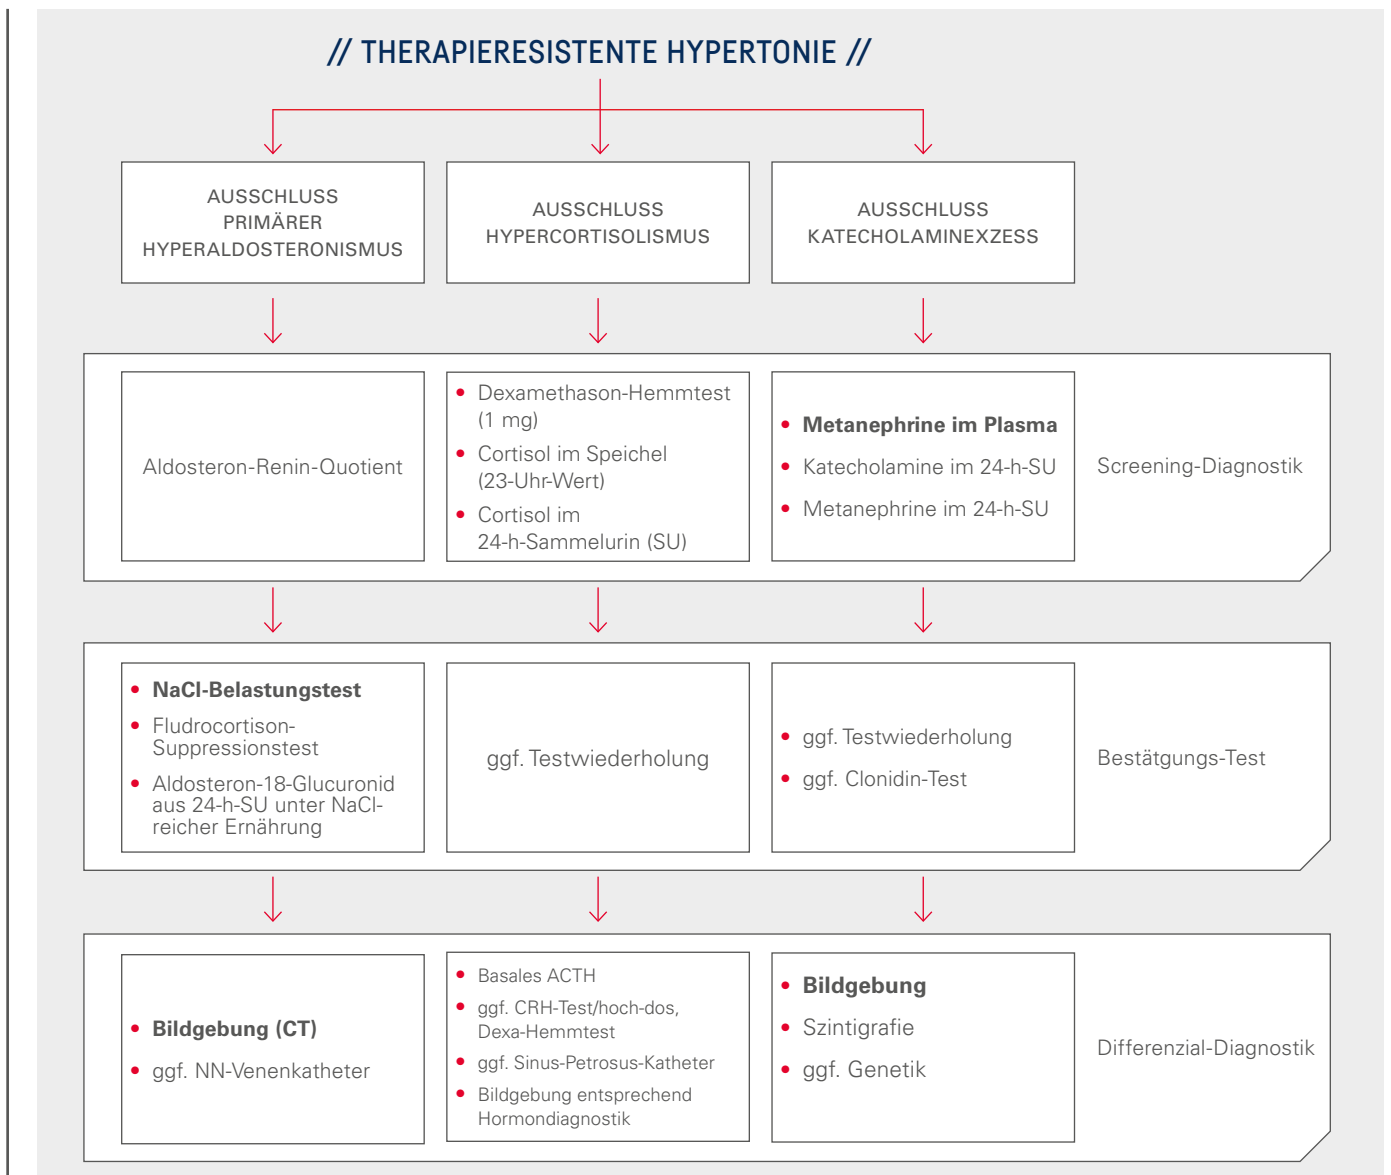 // THERAPIERESISTENTE HYPERTONIE //
AUSSCHLUSS
PRIMÄRER
HYPERALDOSTERONISMUS
AUSSCHLUSS
HYPERCORTISOLISMUS
AUSSCHLUSS
KATECHOLAMINEXZESS
Aldosteron-Renin-Quotient
• Dexamethason-Hemmtest
(1 mg)
• Cortisol im Speichel
(23-Uhr-Wert)
• Cortisol im
24-h-Sammelurin (SU)
• Metanephrine im Plasma
• Katecholamine im 24-h-SU
• Metanephrine im 24-h-SU
Screening-Diagnostik
• NaCl-Belastungstest
• Fludrocortison-
Suppressionstest
• Aldosteron-18-Glucuronid
aus 24-h-SU unter NaCl-
reicher Ernährung
ggf. Testwiederholung
• ggf. Testwiederholung
• ggf. Clonidin-Test
Bestätgungs-Test
• Bildgebung (CT)
• ggf. NN-Venenkatheter
• Basales ACTH
• ggf. CRH-Test/hoch-dos,
Dexa-Hemmtest
• ggf. Sinus-Petrosus-Katheter
• Bildgebung entsprechend
Hormondiagnostik
• Bildgebung
• Szintigrafie
• ggf. Genetik
Differenzial-Diagnostik